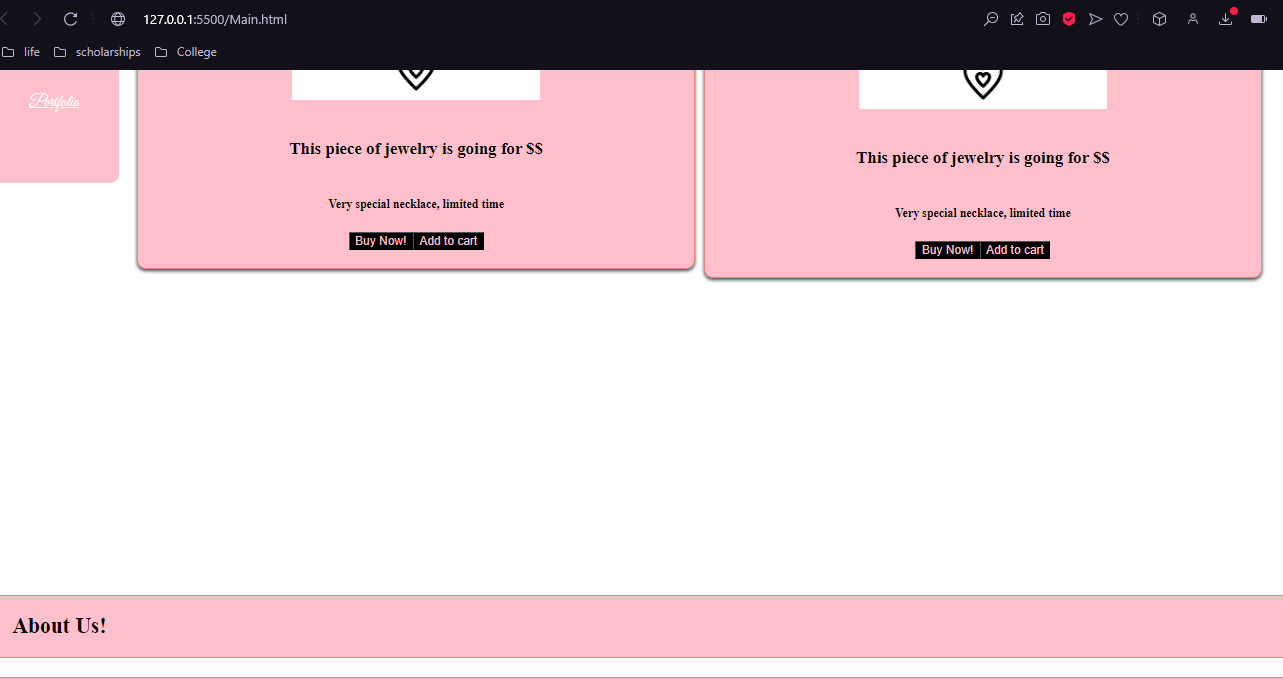 127.0.0.1:5500/Main.html
life scholarships College
Portfolio
This piece of jewelry is going for $$
Very special necklace, limited time
Buy Now! Add to cart
This piece of jewelry is going for $$
Very special necklace, limited time
Buy Now! Add to cart
About Us!